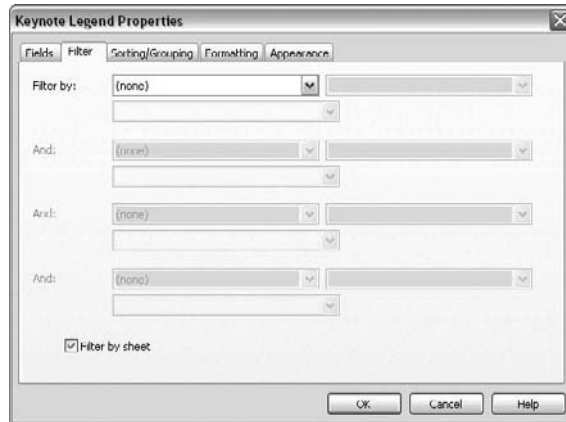 Keynote Legend Properties
Fields Filter Sorting/Grouping Formatting Appearance
Filter by: (none)
And: (none)
And: (none)
And: (none)
Filter by sheet
OK Cancel Help